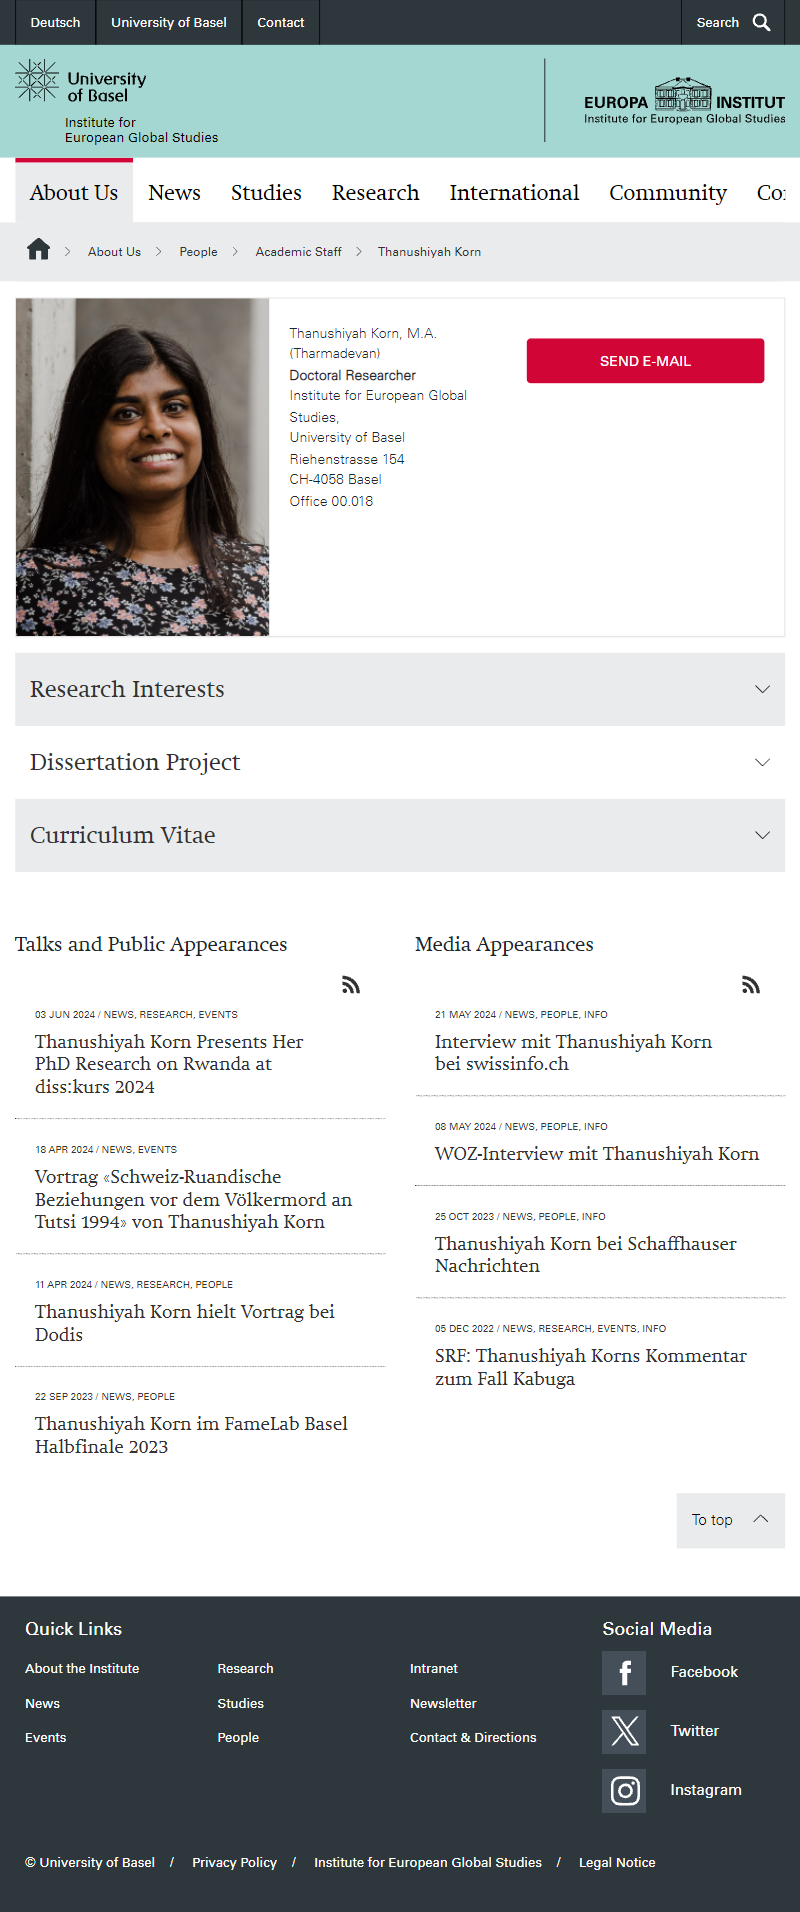 Deutsch
University of Basel
Contact
Search
University
of Basel
Institute for
European Global Studies
EUROPA INSTITUT
Institute for European Global Studies
About Us
News
Studies
Research
International
Community
Co
About Us
People
Academic Staff
Thanushiyah Korn
Thanushiyah Korn, M.A.
(Tharmadevan)
Doctoral Researcher
Institute for European Global
Studies,
University of Basel
Riehenstrasse 154
CH-4058 Basel
Office 00.018
SEND E-MAIL
Research Interests
Dissertation Project
Curriculum Vitae
Talks and Public Appearances
03 JUN 2024 / NEWS, RESEARCH, EVENTS
Thanushiyah Korn Presents Her
PhD Research on Rwanda at
diss:kurs 2024
18 APR 2024 / NEWS, EVENTS
Vortrag «Schweiz-Ruandische
Beziehungen vor dem Völkermord an
Tutsi 1994» von Thanushiyah Korn
11 APR 2024 / NEWS, RESEARCH, PEOPLE
Thanushiyah Korn hielt Vortrag bei
Dodis
22 SEP 2023 / NEWS, PEOPLE
Thanushiyah Korn im FameLab Basel
Halbfinale 2023
Media Appearances
21 MAY 2024 / NEWS, PEOPLE, INFO
Interview mit Thanushiyah Korn
bei swissinfo.ch
08 MAY 2024 / NEWS, PEOPLE, INFO
WOZ-Interview mit Thanushiyah Korn
25 OCT 2023 / NEWS, PEOPLE, INFO
Thanushiyah Korn bei Schaffhauser
Nachrichten
05 DEC 2022 / NEWS, RESEARCH, EVENTS, INFO
SRF: Thanushiyah Korns Kommentar
zum Fall Kabuga
To top
Quick Links
About the Institute
News
Events
Research
Studies
People
Intranet
Newsletter
Contact & Directions
Social Media
Facebook
Twitter
Instagram
© University of Basel / Privacy Policy / Institute for European Global Studies / Legal Notice